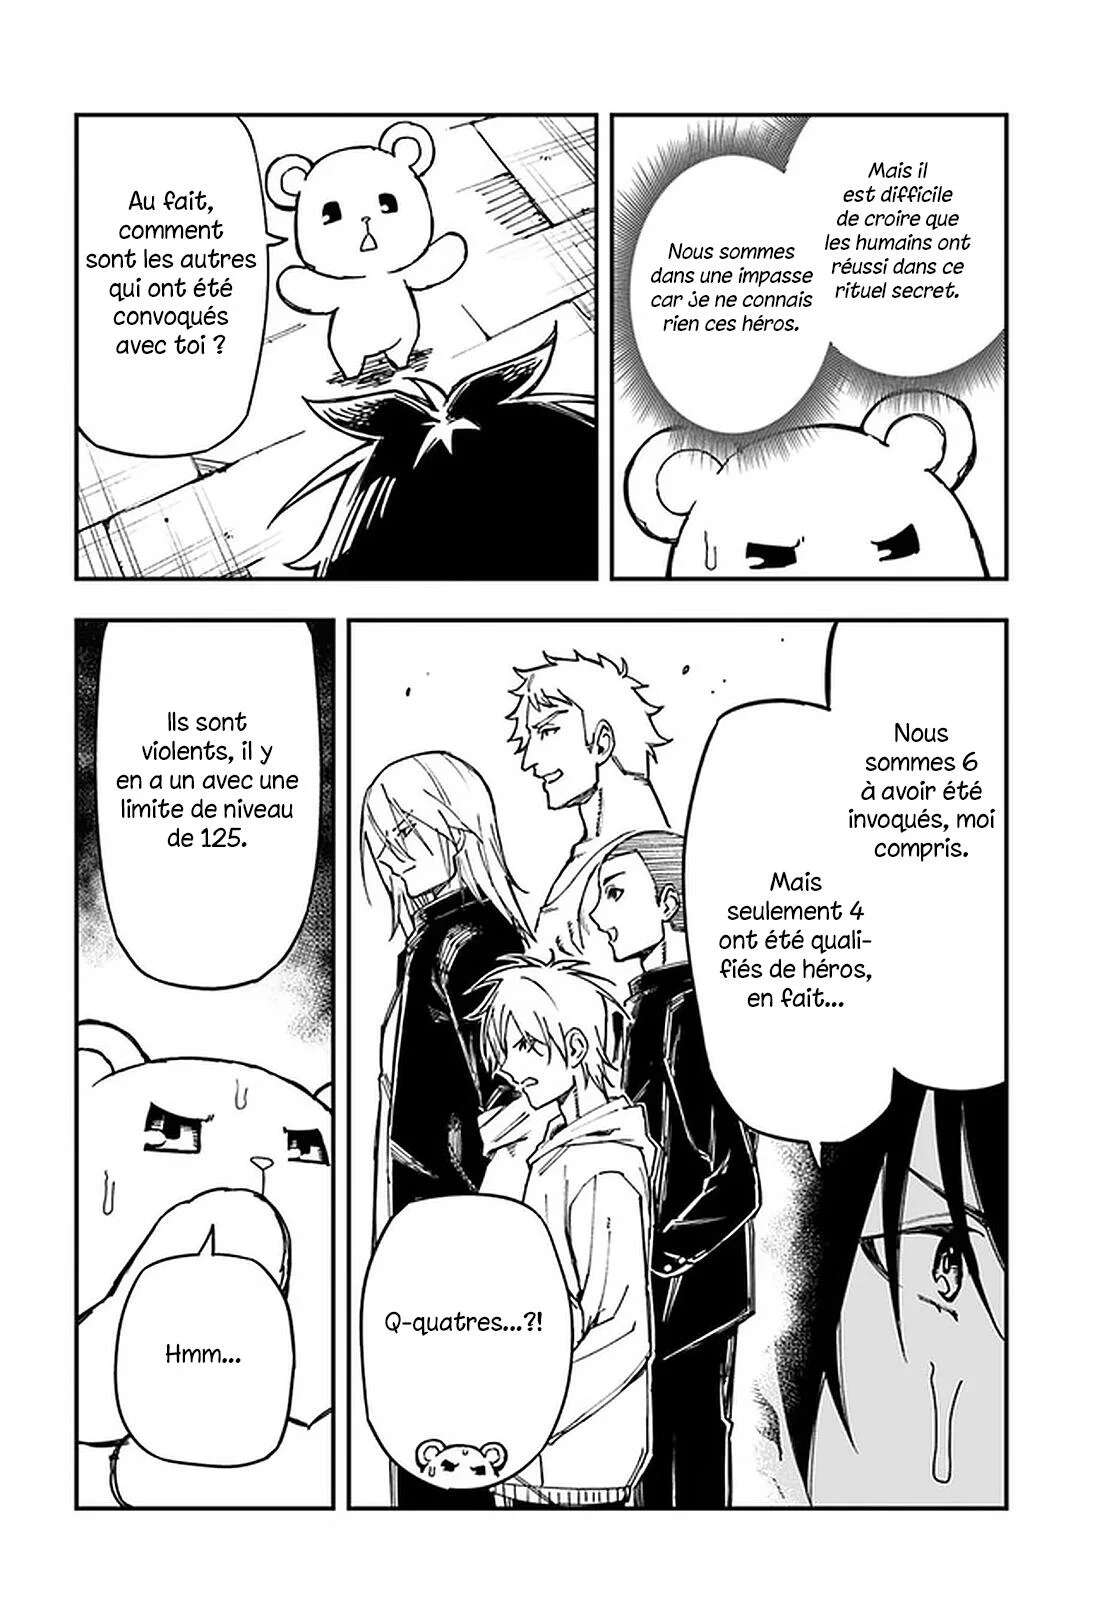 Mais il
est difficile
de croire que
les humains ont
réussi dans ce
rituel secret.
Nous sommes
dans une impasse
car je ne connais
rien ces héros.
Au fait,
comment
sont les autres
qui ont été
convoqués
avec toi ?
Nous
sommes 6
à avoir été
invoqués, moi
compris.
Mais
seulement 4
ont été quali-
fiés de héros,
en fait...
Q-quatres...?!
Ils sont
violents, il y
en a un avec une
limite de niveau
de 125.
Hmm...